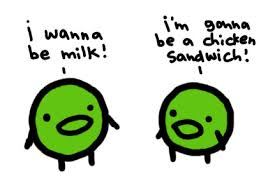 i wanna
be milk!
i'm gonna
be a chicken
sandwich!